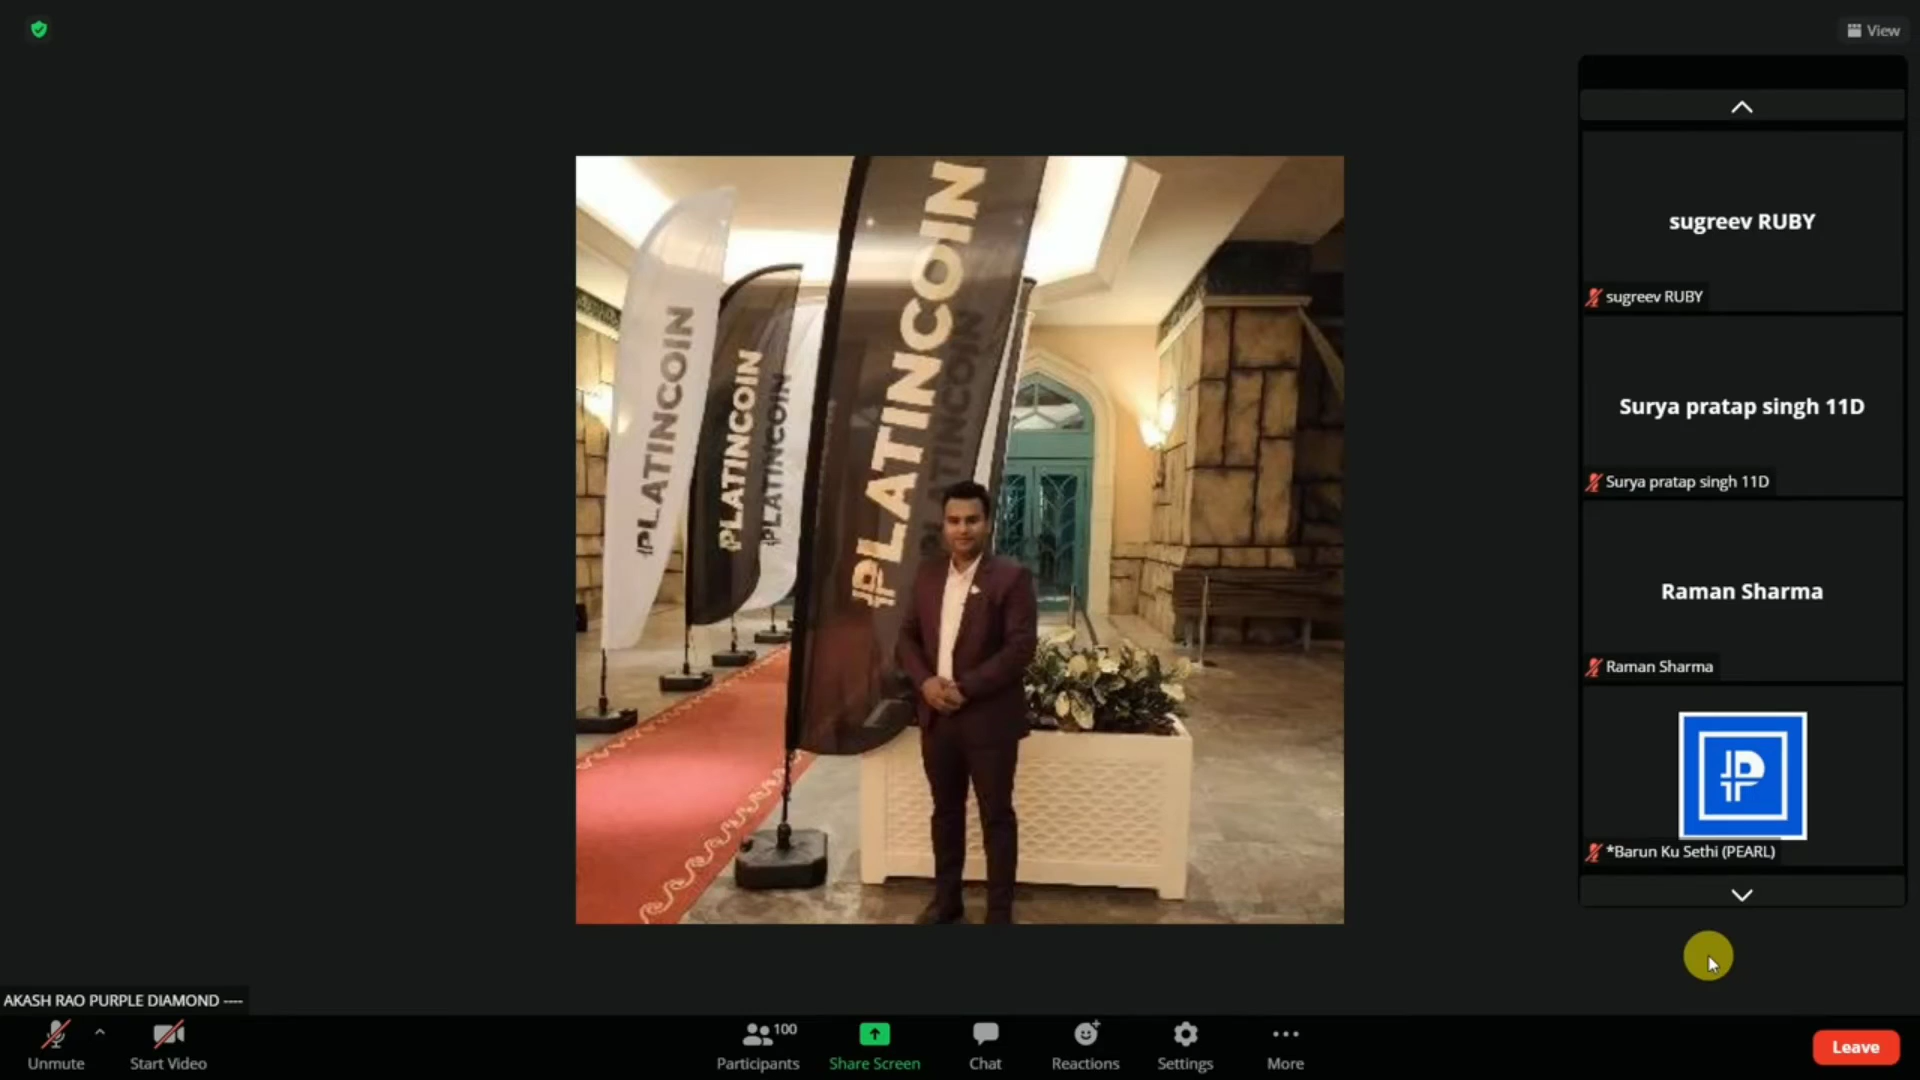 View
PLATINCOIN
PLATINCOIN
PLATINCOIN
PLATINCOIN
PLATINCOIN
sugreev RUBY
sugreev RUBY
Surya pratap singh 11D
Surya pratap singh 11D
Raman Sharma
Raman Sharma
*Barun Ku Sethi (PEARL)
AKASH RAO PURPLE DIAMOND ----
Unmute
Start Video
Participants
100
Share Screen
Chat
Reactions
Settings
More
Leave